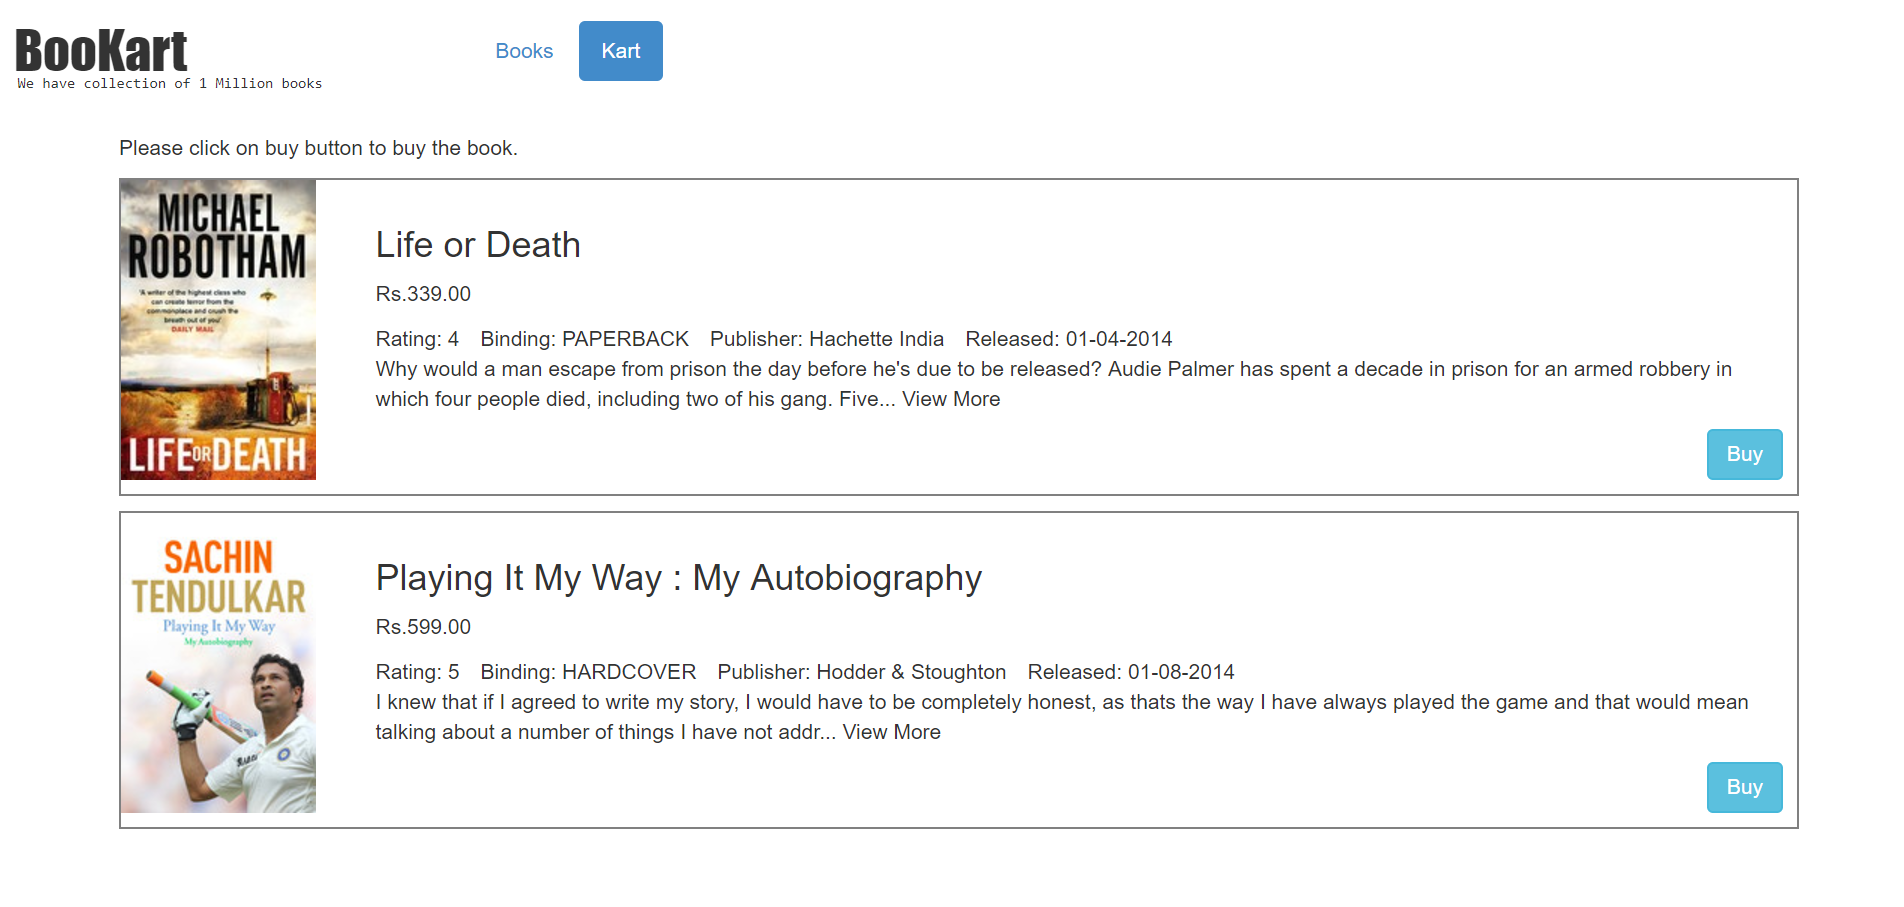 BooKart
We have collection of 1 Million books
Books
Kart
Please click on buy button to buy the book.
MICHAEL
ROBOTHAM
'A writer of the highest class who
can create terror from the
commonplace and crush the
breath out of you'
DAILY MAIL
LIFE OR DEATH
Life or Death
Rs.339.00
Rating: 4 Binding: PAPERBACK Publisher: Hachette India Released: 01-04-2014
Why would a man escape from prison the day before he's due to be released? Audie Palmer has spent a decade in prison for an armed robbery in
which four people died, including two of his gang. Five... View More
Buy
SACHIN
TENDULKAR
Playing It My Way
My Autobiography
Playing It My Way : My Autobiography
Rs.599.00
Rating: 5 Binding: HARDCOVER Publisher: Hodder & Stoughton Released: 01-08-2014
I knew that if I agreed to write my story, I would have to be completely honest, as thats the way I have always played the game and that would mean
talking about a number of things I have not addr... View More
Buy